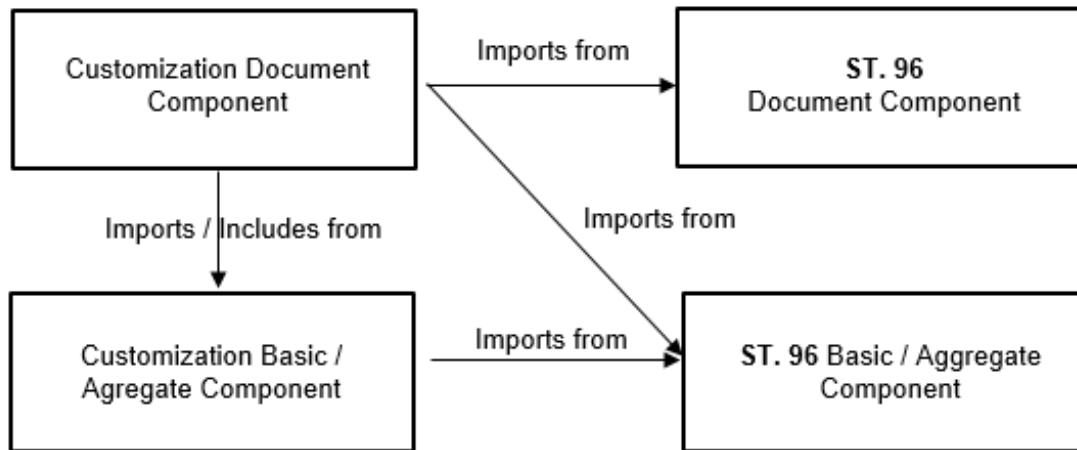 Customization Document
Component
Imports from
ST. 96
Document Component
Imports / Includes from
Imports from
Customization Basic /
Agregate Component
Imports from
ST. 96 Basic / Aggregate
Component